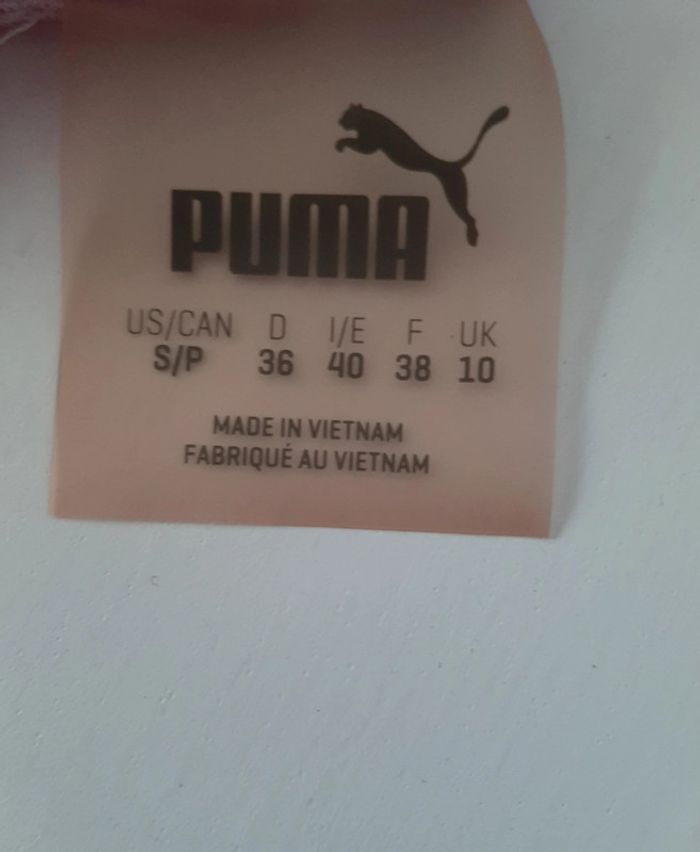 PUMA
US/CAN D I/E F UK
S/P 36 40 38 10
MADE IN VIETNAM
FABRIQUÉ AU VIETNAM